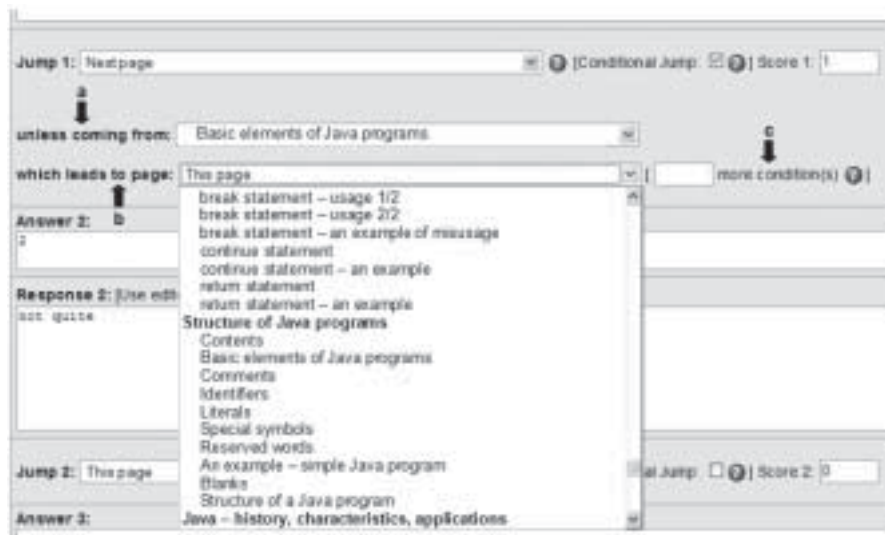 Jump 1: Next page [Conditional Jump: | Score 1: 1
a
unless coming from: Basic elements of Java programs
c
which leads to page: This page [ more condition(s) ]
b
break statement – usage 1/2
break statement – usage 2/2
break statement – an example of misusage
continue statement
continue statement – an example
return statement
return statement – an example
Structure of Java programs
Contents
Basic elements of Java programs
Comments
Identifiers
Literals
Special symbols
Reserved words
An example – simple Java program
Blanks
Structure of a Java program
Java – history, characteristics, applications
Answer 2:
2
Response 2: [Use edit
not quite
Jump 2: This page al Jump: | Score 2: 0
Answer 3: